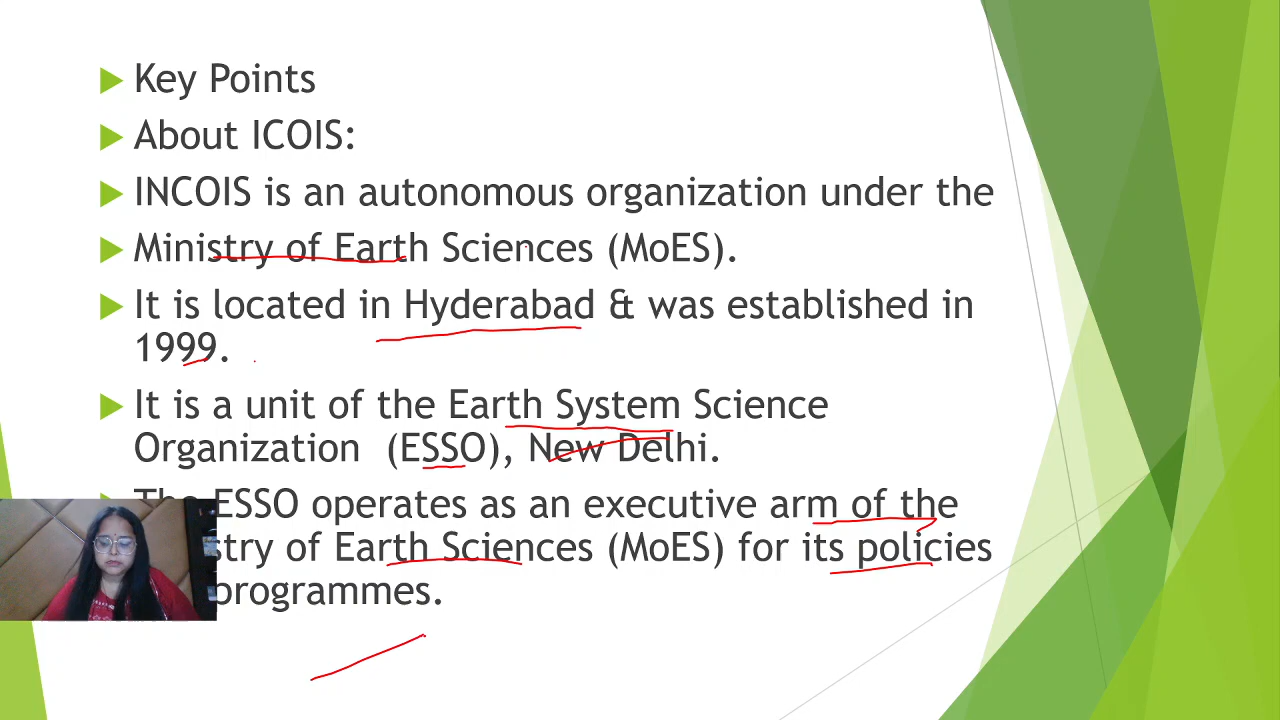 Key Points
About ICOIS:
INCOIS is an autonomous organization under the
Ministry of Earth Sciences (MoES).
It is located in Hyderabad & was established in
1999.
It is a unit of the Earth System Science
Organization (ESSO), New Delhi.
The ESSO operates as an executive arm of the
stry of Earth Sciences (MoES) for its policies
programmes.